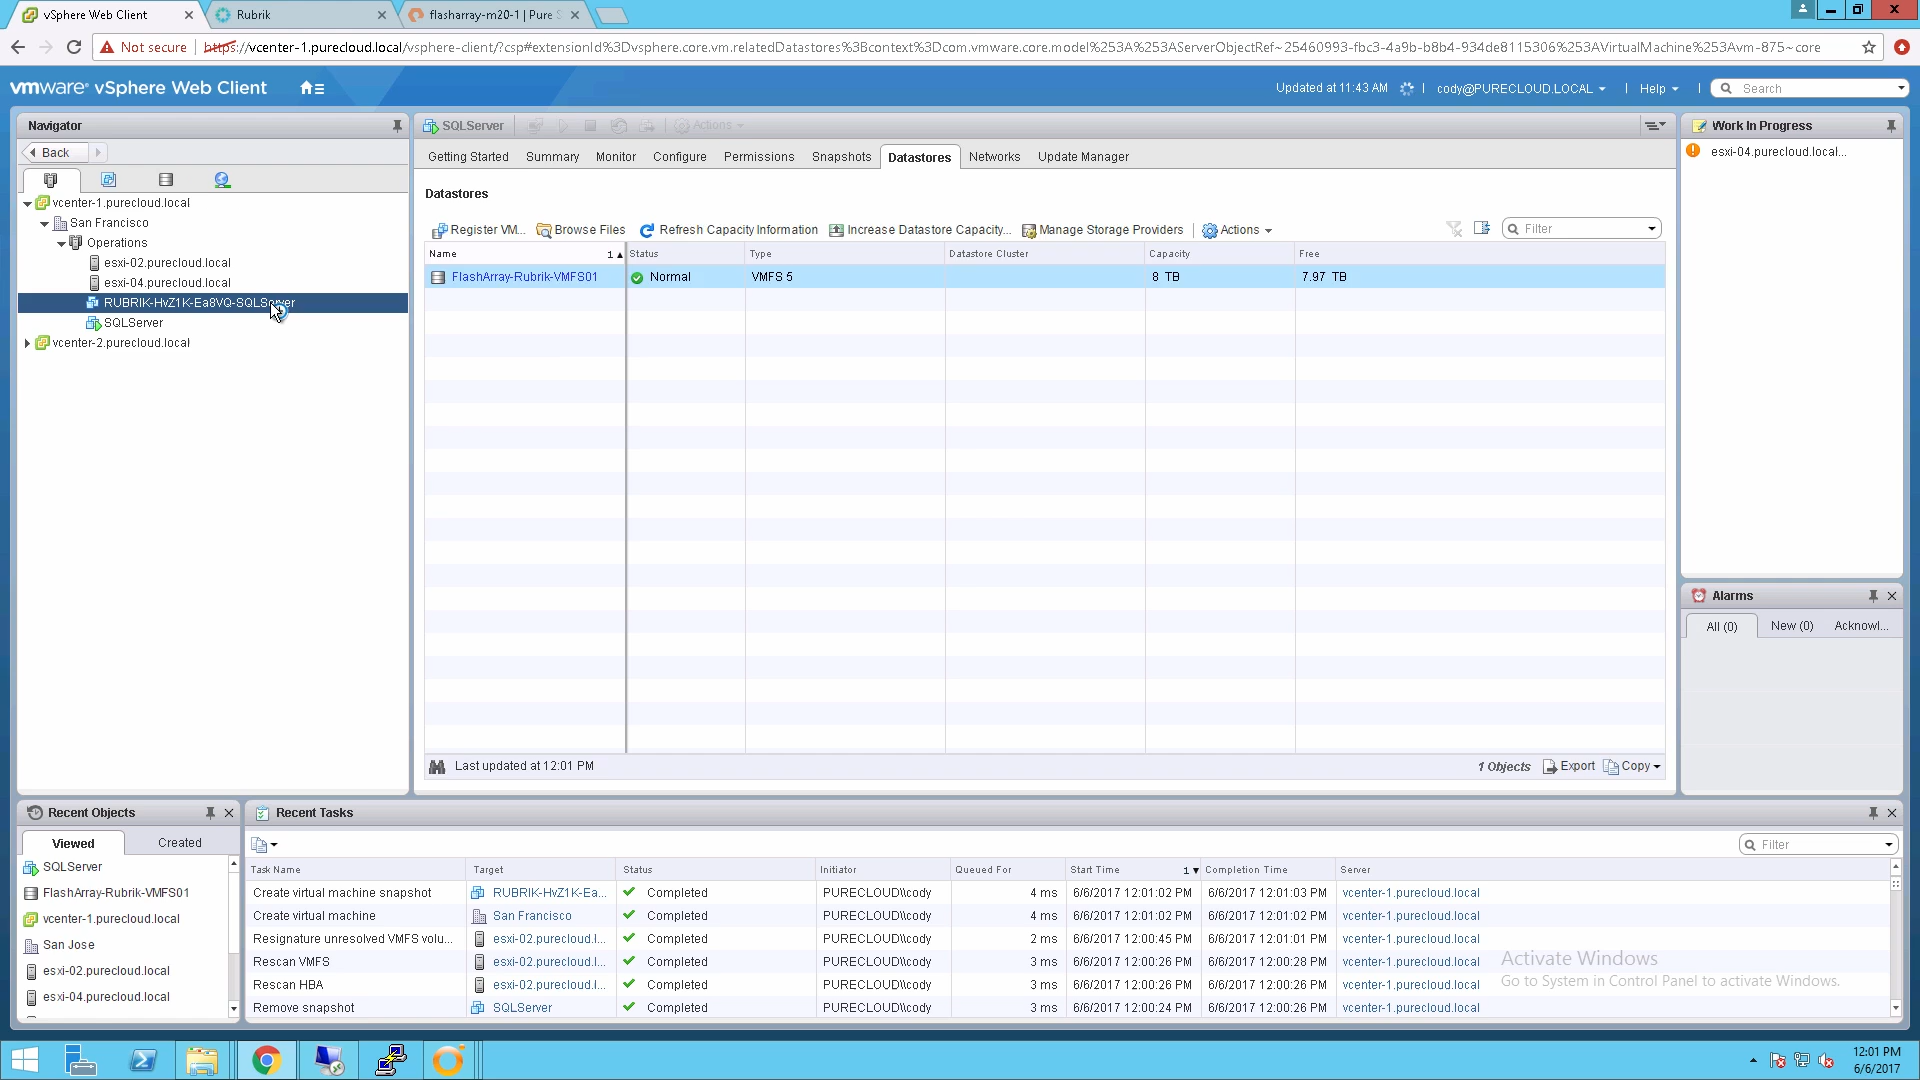 vSphere Web Client
Rubrik
flasharray-m20-1 | Pure S
Not secure
https://vcenter-1.purecloud.local/vsphere-client/?csp#extensionId%3Dvsphere.core.vm.relatedDatastores%3Bcontext%3Dcom.vmware.core.model%253A%253AServerObjectRef~25460993-fbc3-4a9b-b8b4-934de8115306%253AVirtualMachine%253Avm-875~core
vmware® vSphere Web Client
Updated at 11:43 AM
cody@PURECLOUD.LOCAL
Help
Search
Navigator
Back
vcenter-1.purecloud.local
San Francisco
Operations
esxi-02.purecloud.local
esxi-04.purecloud.local
RUBRIK-HvZ1K-Ea8VQ-SQLServer
SQLServer
vcenter-2.purecloud.local
SQLServer
Actions
Getting Started Summary Monitor Configure Permissions Snapshots Datastores Networks Update Manager
Datastores
Register VM... Browse Files Refresh Capacity Information Increase Datastore Capacity... Manage Storage Providers Actions
Filter
Name 1 Status Type Datastore Cluster Capacity Free
FlashArray-Rubrik-VMFS01 Normal VMFS 5 8 TB 7.97 TB
Last updated at 12:01 PM
1 Objects Export Copy
Work In Progress
esxi-04.purecloud.local...
Alarms
All (0) New (0) Acknowl...
Recent Objects
Viewed Created
SQLServer
FlashArray-Rubrik-VMFS01
vcenter-1.purecloud.local
San Jose
esxi-02.purecloud.local
esxi-04.purecloud.local
Recent Tasks
Filter
Task Name Target Status Initiator Queued For Start Time 1 Completion Time Server
Create virtual machine snapshot RUBRIK-HvZ1K-Ea... Completed PURECLOUD\\cody 4 ms 6/6/2017 12:01:02 PM 6/6/2017 12:01:03 PM vcenter-1.purecloud.local
Create virtual machine San Francisco Completed PURECLOUD\\cody 4 ms 6/6/2017 12:01:02 PM 6/6/2017 12:01:02 PM vcenter-1.purecloud.local
Resignature unresolved VMFS volu... esxi-02.purecloud.l... Completed PURECLOUD\\cody 2 ms 6/6/2017 12:00:45 PM 6/6/2017 12:01:01 PM vcenter-1.purecloud.local
Rescan VMFS esxi-02.purecloud.l... Completed PURECLOUD\\cody 3 ms 6/6/2017 12:00:26 PM 6/6/2017 12:00:28 PM vcenter-1.purecloud.local
Rescan HBA esxi-02.purecloud.l... Completed PURECLOUD\\cody 3 ms 6/6/2017 12:00:26 PM 6/6/2017 12:00:26 PM vcenter-1.purecloud.local
Remove snapshot SQLServer Completed PURECLOUD\\cody 3 ms 6/6/2017 12:00:24 PM 6/6/2017 12:00:26 PM vcenter-1.purecloud.local
Activate Windows
Go to System in Control Panel to activate Windows.
12:01 PM
6/6/2017